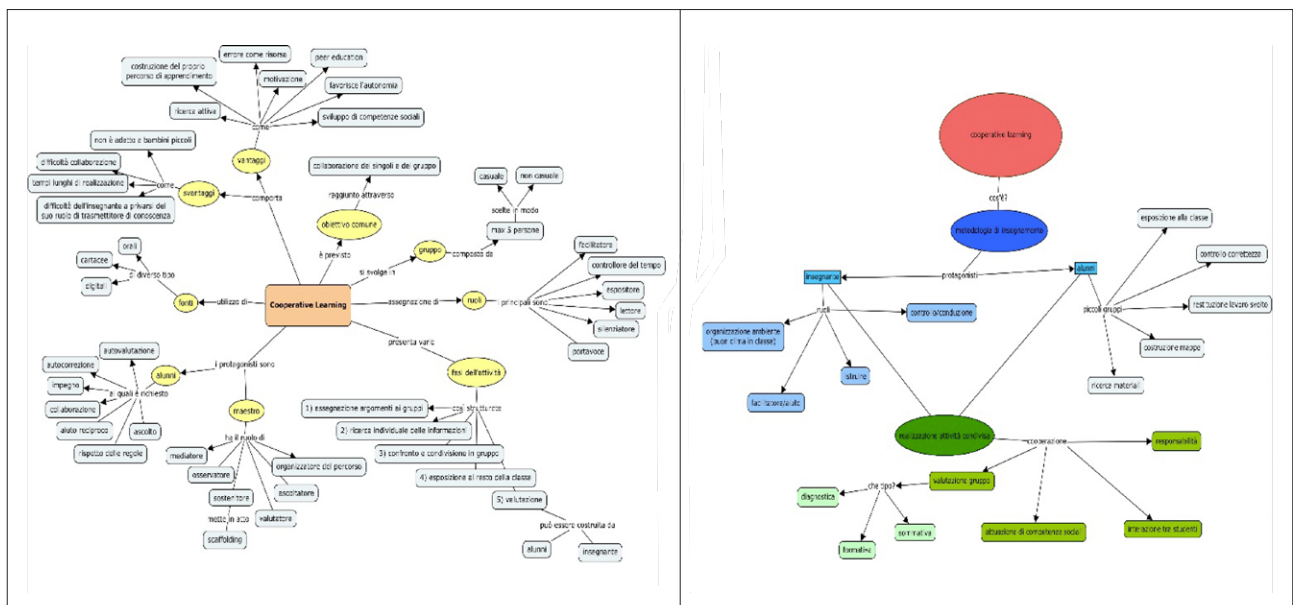 errore come risorsa
peer education
costruzione del proprio
percorso di apprendimento
motivazione
favorisce l'autonomia
ricerca attiva
sviluppo di competenze sociali
come
non è adatto a bambini piccoli
vantaggi
difficoltà collaborazione
collaborazione dei singoli e del gruppo
tempi lunghi di realizzazione
come
svantaggi
comporta
difficoltà dell'insegnante a privarsi del
suo ruolo di trasmettitore di conoscenza
raggiunto attraverso
casuale
non casuale
scelte in modo
obiettivo comune
max 5 persone
orali
è previsto
gruppo
composto da
cartacee
di diverso tipo
si svolge in
digitali
fonti
utilizzo di
Cooperative Learning
assegnazione di
ruoli
principali sono
facilitatore
controllore del tempo
espositore
lettore
silenziatore
portavoce
presenta varie
fasi dell'attività
così strutturate
1) assegnazione argomenti ai gruppi
2) ricerca individuale delle informazioni
3) confronto e condivisione in gruppo
4) esposizione al resto della classe
5) valutazione
può essere costruita da
alunni
insegnante
i protagonisti sono
alunni
autovalutazione
autocorrezione
impegno
ai quali è richiesto
collaborazione
aiuto reciproco
ascolto
rispetto delle regole
maestro
ha il ruolo di
mediatore
organizzatore del percorso
osservatore
ascoltatore
sostenitore
valutatore
mette in atto
scaffolding
cooperative learning
cos'è?
metodologia di insegnamento
protagonisti
insegnante
alunni
ruoli
controllo/conduzione
organizzazione ambiente
(buon clima in classe)
istruire
facilitatore/aiuto
piccoli gruppi
esposizione alla classe
controllo correttezza
restituzione lavoro svolto
costruzione mappe
ricerca materiali
realizzazione attività condivisa
cooperazione
responsabilità
valutazione gruppo
che tipo?
diagnostica
formativa
sommativa
attuazione di competenze sociali
interazione tra studenti